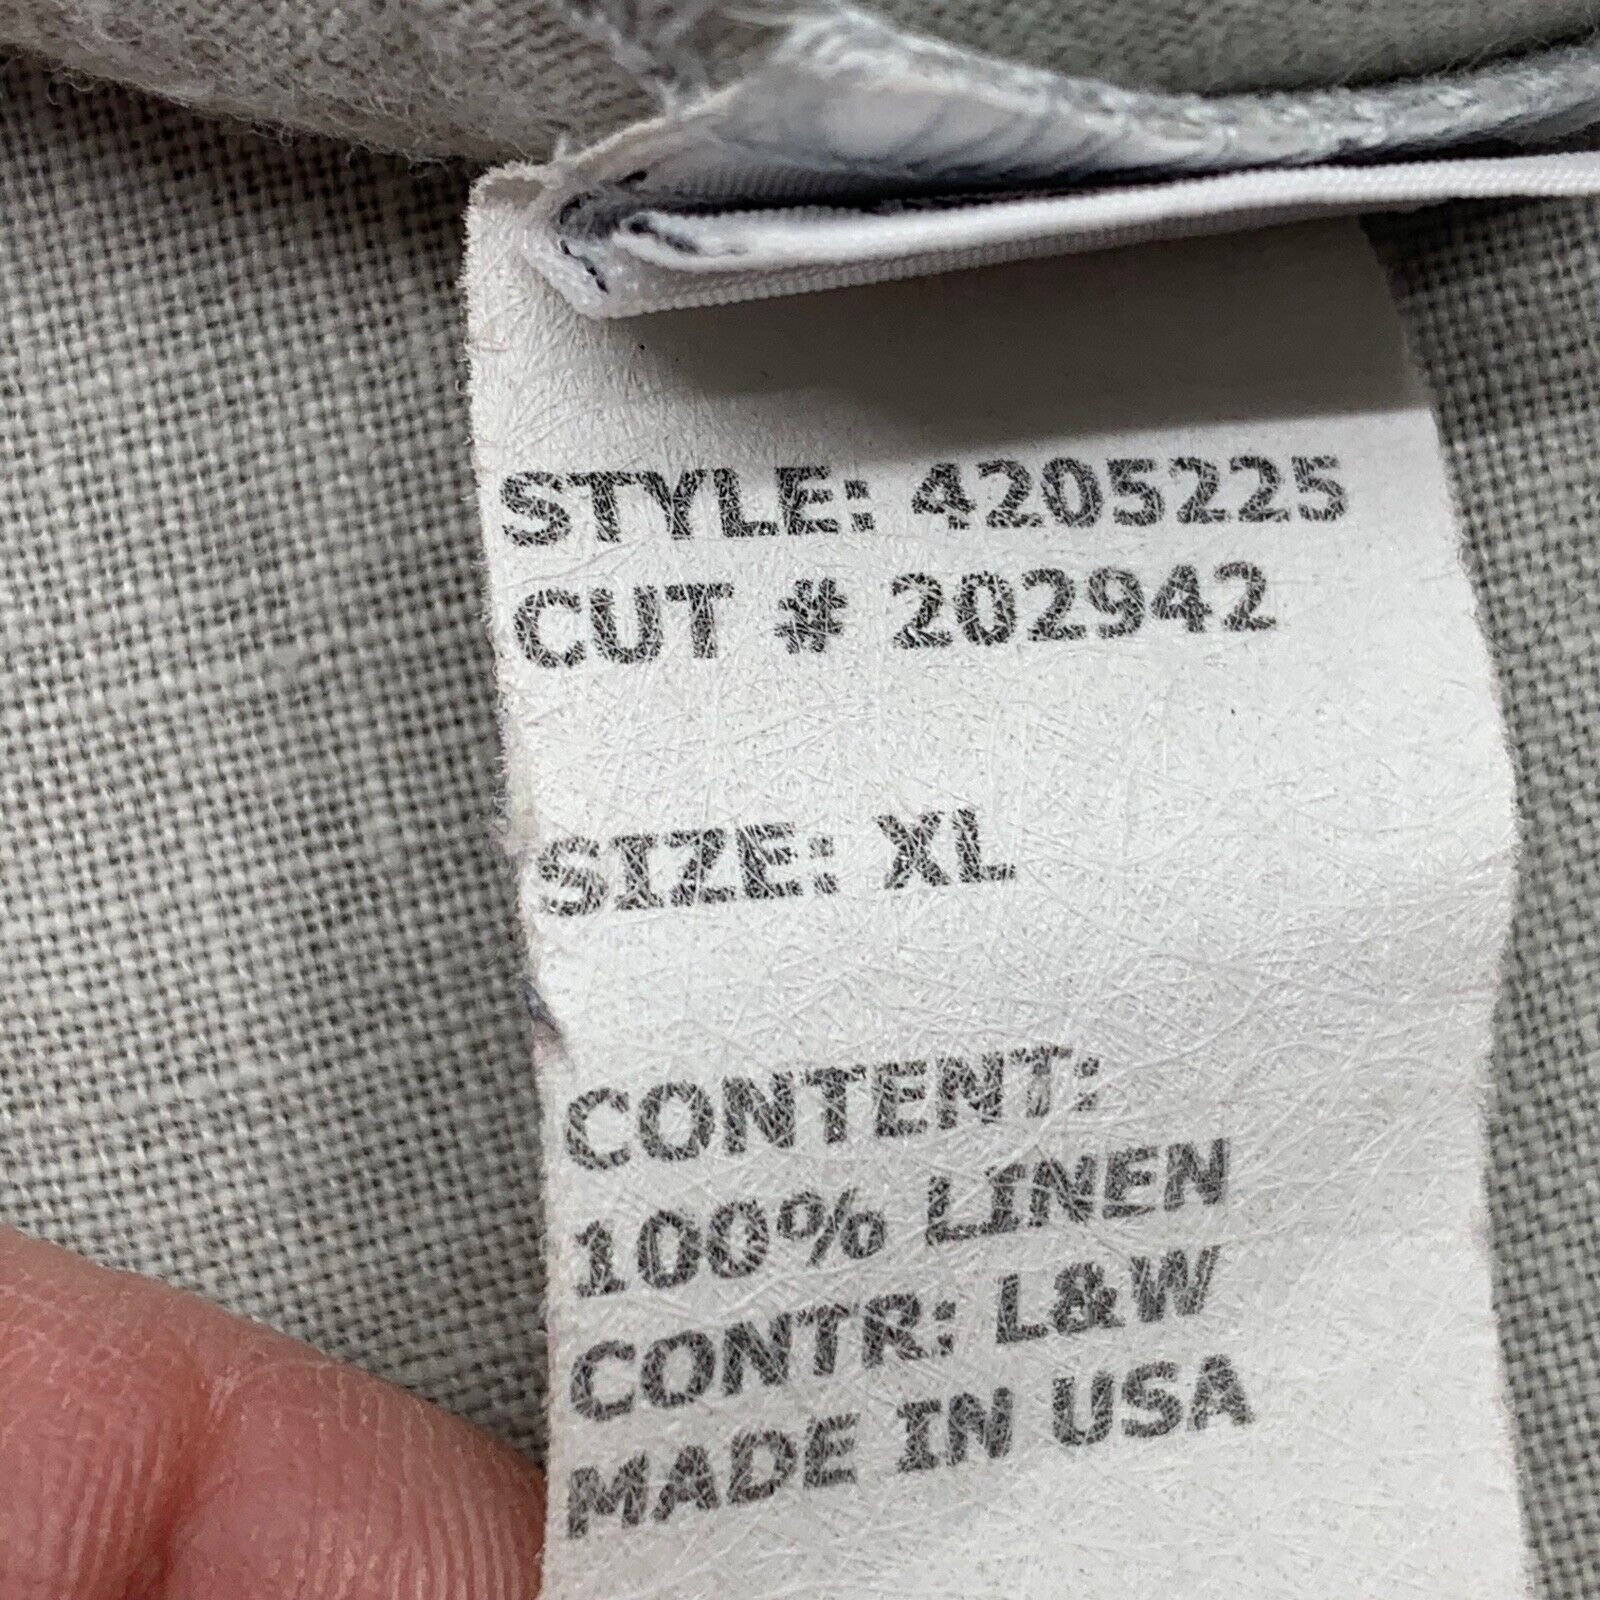 STYLE: 4205225
CUT # 202942
SIZE: XL
CONTENT:
100% LINEN
CONTR: L&W
MADE IN USA